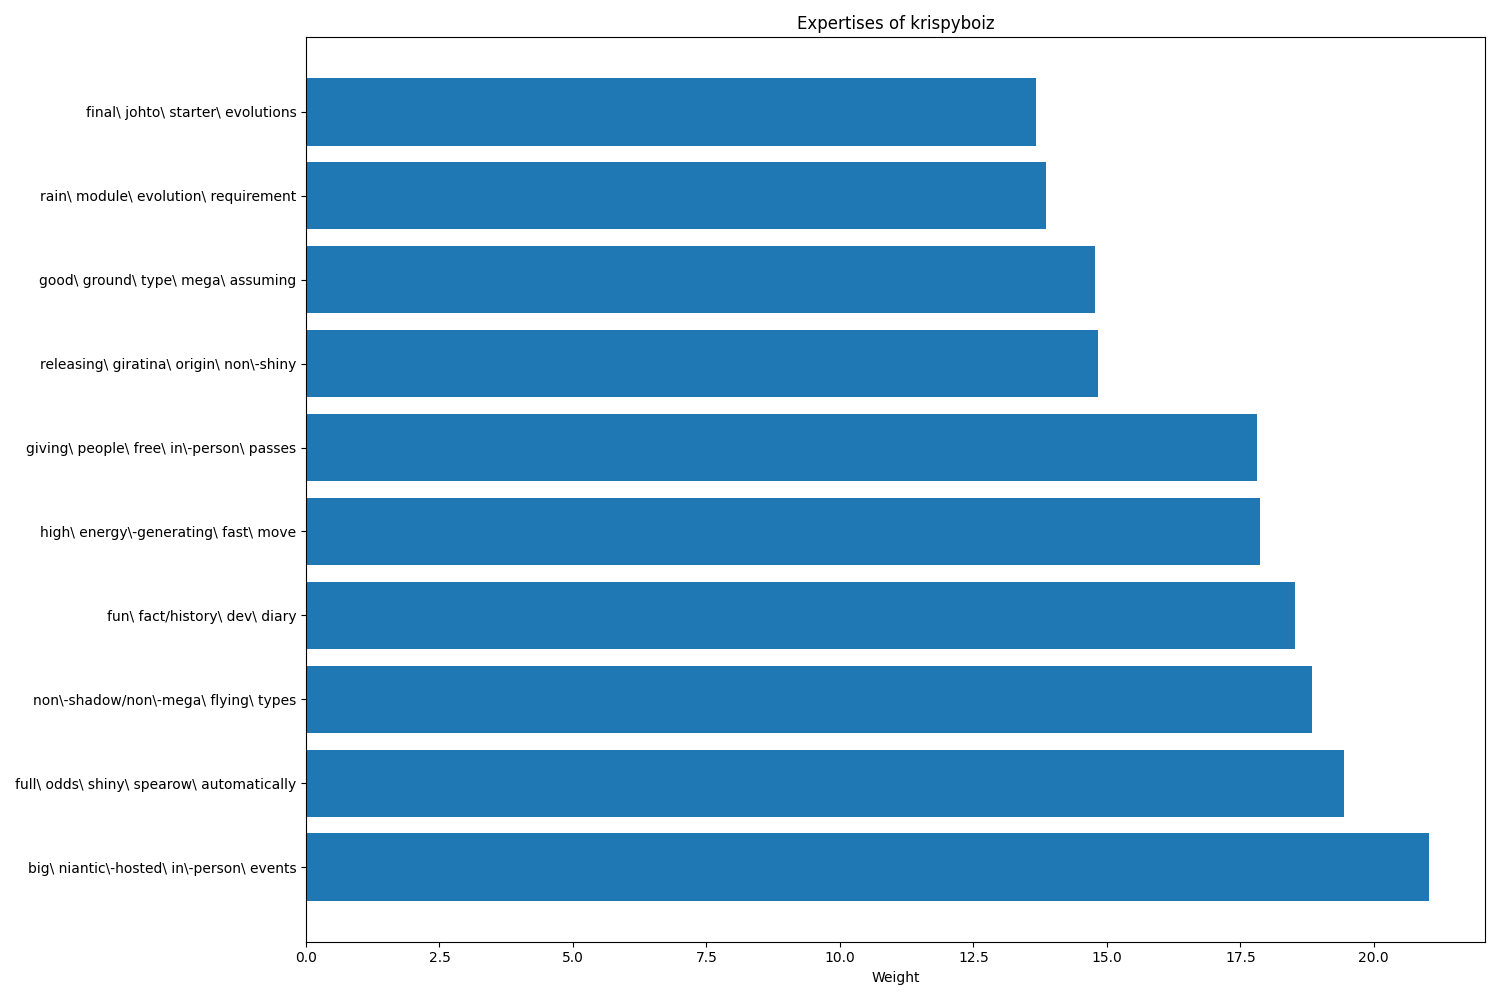 Expertises of krispyboiz
final\ johto\ starter\ evolutions
rain\ module\ evolution\ requirement
good\ ground\ type\ mega\ assuming
releasing\ giratina\ origin\ non\-shiny
giving\ people\ free\ in\-person\ passes
high\ energy\-generating\ fast\ move
fun\ fact/history\ dev\ diary
non\-shadow/non\-mega\ flying\ types
full\ odds\ shiny\ spearow\ automatically
big\ niantic\-hosted\ in\-person\ events
0.0 2.5 5.0 7.5 10.0 12.5 15.0 17.5 20.0
Weight